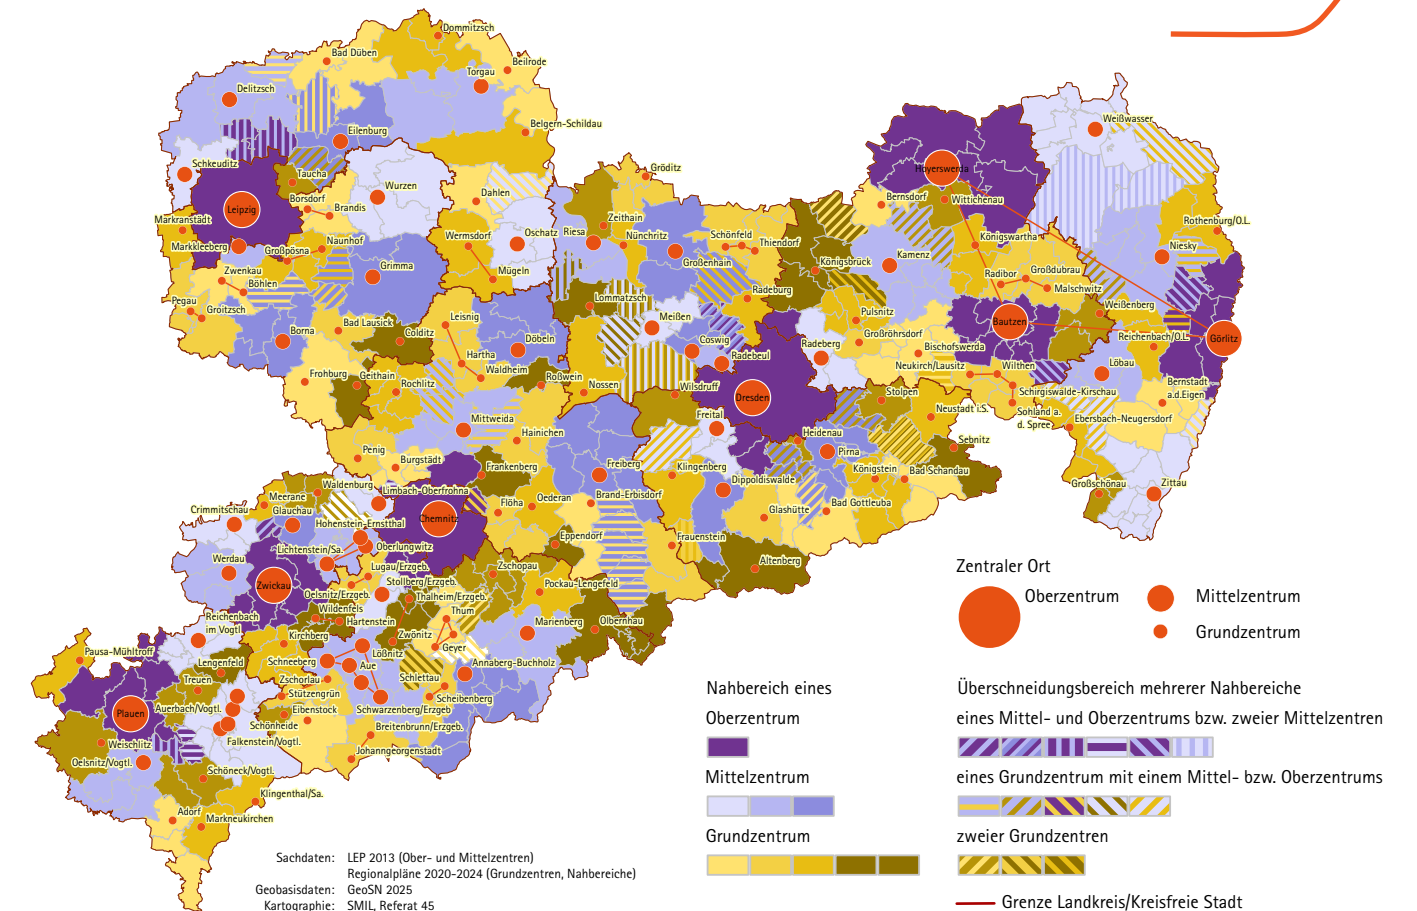 Dommitzsch
Bad Düben
Beilrode
Torgau
Delitzsch
Eilenburg
Belgern-Schildau
Weißwasser
Schkeuditz
Taucha
Wurzen
Dahlen
Gröditz
Hoyerswerda
Leipzig
Borsdorf
Brandis
Bernsdorf
Wittichenau
Markranstädt
Zeithain
Rothenburg/O.L.
Markkleeberg
Großpösna
Naunhof
Wermsdorf
Oschatz
Riesa
Nünchritz
Schönfeld
Thiendorf
Königswartha
Niesky
Zwenkau
Böhlen
Grimma
Mügeln
Großenhain
Königsbrück
Kamenz
Radibor
Großdubrau
Malschwitz
Pegau
Groitzsch
Lommatzsch
Radeburg
Weißenberg
Borna
Bad Lausick
Colditz
Leisnig
Döbeln
Meißen
Coswig
Radebeul
Pulsnitz
Radeberg
Großröhrsdorf
Bautzen
Reichenbach/O.L.
Görlitz
Bischofswerda
Neukirch/Lausitz
Wilthen
Löbau
Frohburg
Geithain
Rochlitz
Hartha
Waldheim
Roßwein
Nossen
Wilsdruff
Dresden
Stolpen
Schirgiswalde-Kirschau
Bernstadt
a.d.Eigen
Freital
Neustadt i.S.
Sohland a.
d. Spree
Ebersbach-Neugersdorf
Mittweida
Hainichen
Heidenau
Pirna
Sebnitz
Penig
Burgstädt
Frankenberg
Freiberg
Klingenberg
Dippoldiswalde
Königstein
Bad Schandau
Großschönau
Zittau
Waldenburg
Limbach-Oberfrohna
Meerane
Crimmitschau
Glauchau
Hohenstein-Ernstthal
Chemnitz
Flöha
Oederan
Brand-Erbisdorf
Glashütte
Bad Gottleuba
Lichtenstein/Sa.
Oberlungwitz
Eppendorf
Frauenstein
Werdau
Zwickau
Lugau/Erzgeb.
Oelsnitz/Erzgeb.
Stollberg/Erzgeb.
Zschopau
Altenberg
Pockau-Lengefeld
Wildenfels
Thalheim/Erzgeb.
Thum
Reichenbach
im Vogtl.
Hartenstein
Kirchberg
Zwönitz
Marienberg
Olbernhau
Pausa-Mühltroff
Lengenfeld
Schneeberg
Lößnitz
Aue
Geyer
Annaberg-Buchholz
Treuen
Zschorlau
Stützengrün
Schlettau
Scheibenberg
Plauen
Auerbach/Vogtl.
Eibenstock
Schwarzenberg/Erzgeb
Schönheide
Breitenbrunn/Erzgeb.
Weischlitz
Falkenstein/Vogtl.
Johanngeorgenstadt
Oelsnitz/Vogtl.
Schöneck/Vogtl.
Klingenthal/Sa.
Adorf
Markneukirchen
Zentraler Ort
Oberzentrum
Mittelzentrum
Grundzentrum
Nahbereich eines
Oberzentrum
Mittelzentrum
Grundzentrum
Überschneidungsbereich mehrerer Nahbereiche
eines Mittel- und Oberzentrums bzw. zweier Mittelzentren
eines Grundzentrum mit einem Mittel- bzw. Oberzentrums
zweier Grundzentren
Grenze Landkreis/Kreisfreie Stadt
Sachdaten: LEP 2013 (Ober- und Mittelzentren)
Regionalpläne 2020-2024 (Grundzentren, Nahbereiche)
Geobasisdaten: GeoSN 2025
Kartographie: SMIL, Referat 45